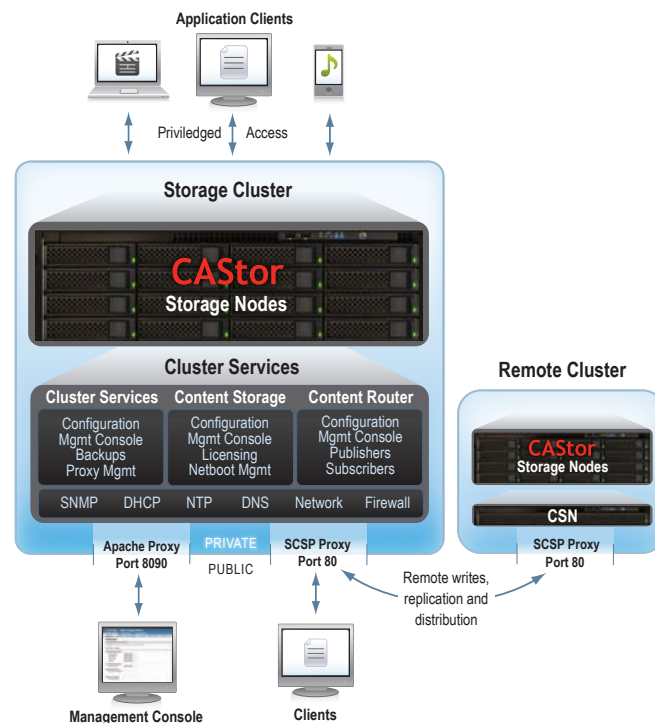 Application Clients
Priviledged Access
Storage Cluster
CAStor
Storage Nodes
Cluster Services
Cluster Services
Configuration
Mgmt Console
Backups
Proxy Mgmt
Content Storage
Configuration
Mgmt Console
Licensing
Netboot Mgmt
Content Router
Configuration
Mgmt Console
Publishers
Subscribers
SNMP DHCP NTP DNS Network Firewall
Apache Proxy
Port 8090
PRIVATE
PUBLIC
SCSP Proxy
Port 80
Remote Cluster
CAStor
Storage Nodes
CSN
SCSP Proxy
Port 80
Remote writes,
replication and
distribution
Management Console
Clients